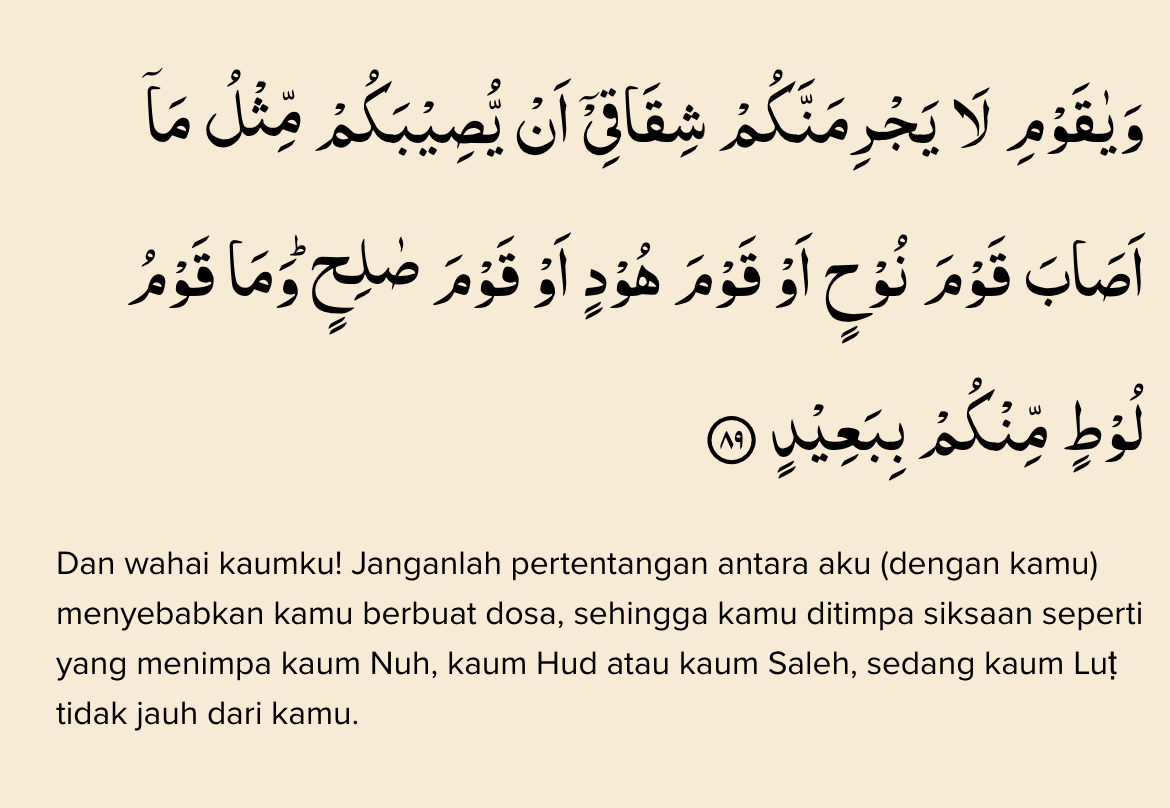 وَيٰقَوْمِ لَا يَجْرِمَنَّكُمْ شِقَاقِيْٓ اَنْ يُّصِيْبَكُمْ مِّثْلُ مَآ
اَصَابَ قَوْمَ نُوْحٍ اَوْ قَوْمَ هُوْدٍ اَوْ قَوْمَ صٰلِحٍ ۗوَمَا قَوْمُ
لُوْطٍ مِّنْكُمْ بِبَعِيْدٍ ٨٩
Dan wahai kaumku! Janganlah pertentangan antara aku (dengan kamu)
menyebabkan kamu berbuat dosa, sehingga kamu ditimpa siksaan seperti
yang menimpa kaum Nuh, kaum Hud atau kaum Saleh, sedang kaum Luṭ
tidak jauh dari kamu.